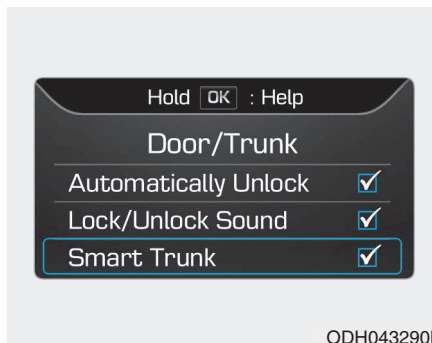 Hold OK : Help
Door/Trunk
Automatically Unlock
Lock/Unlock Sound
Smart Trunk